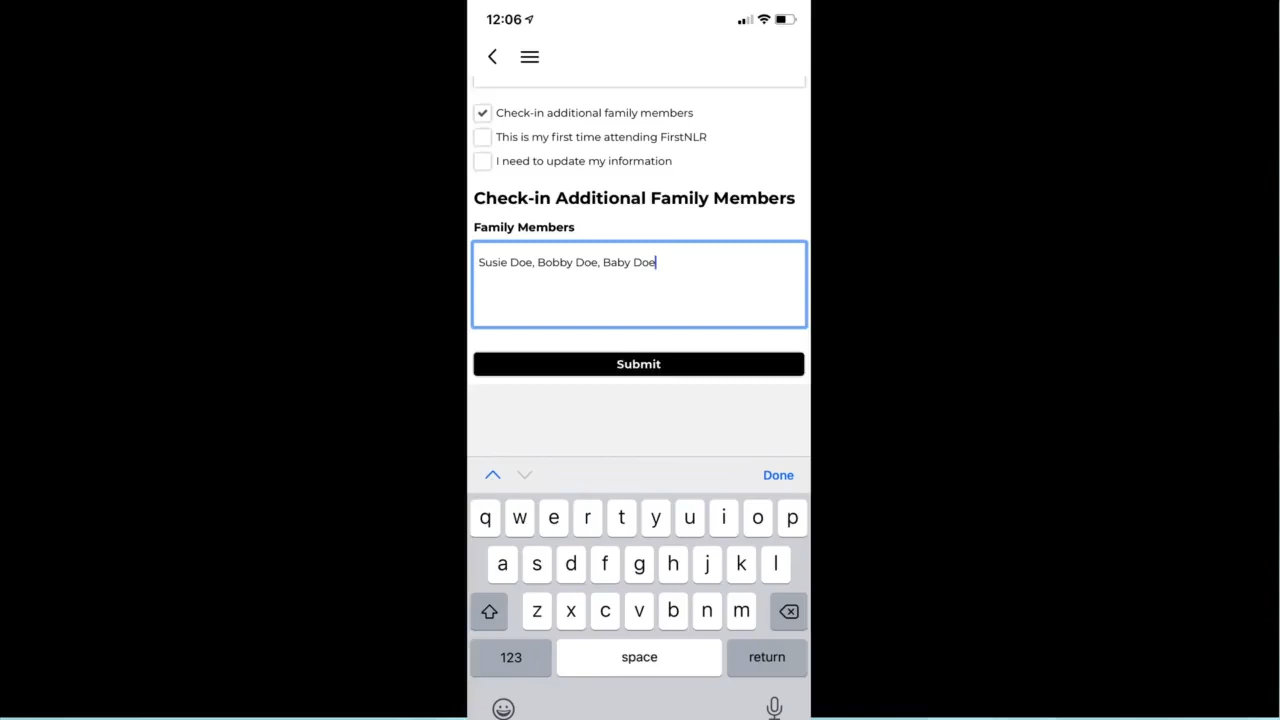 12:06
Check-in additional family members
This is my first time attending FirstNLR
I need to update my information
Check-in Additional Family Members
Family Members
Susie Doe, Bobby Doe, Baby Doe
Submit
Done
q w e r t y u i o p
a s d f g h j k l
z x c v b n m
123 space return